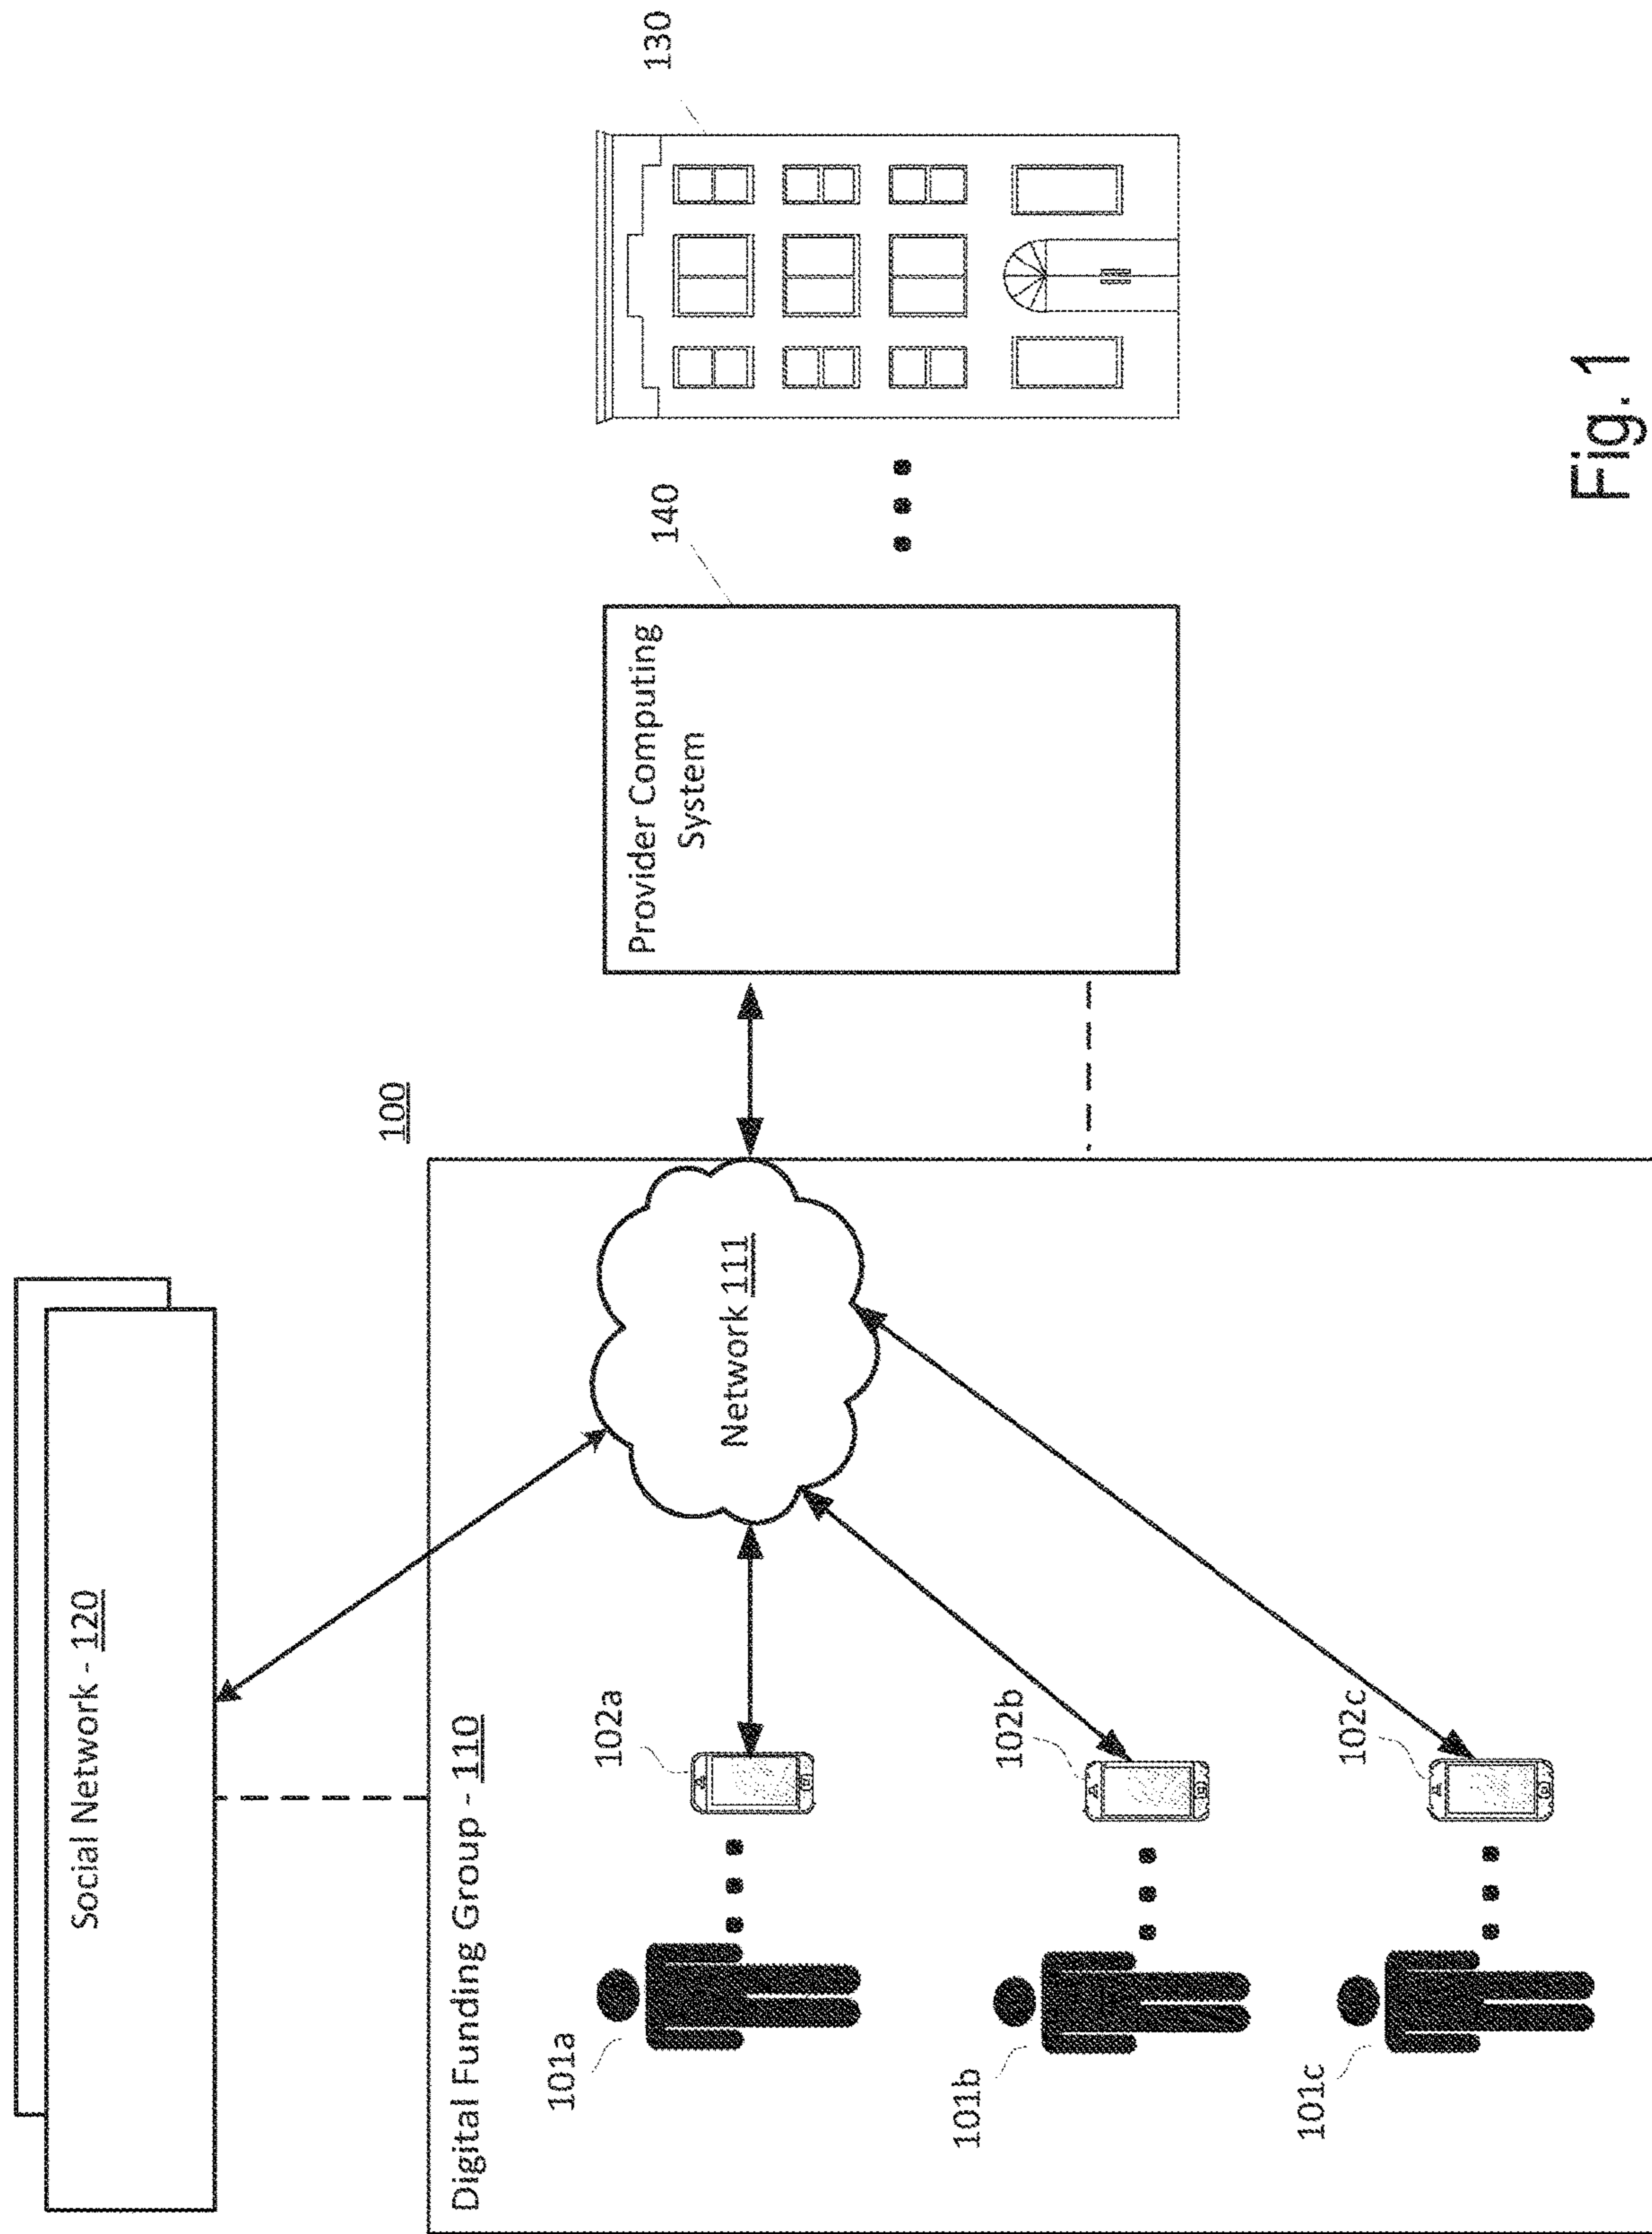 Social Network - 120
100
Digital Funding Group - 110
Network 111
Provider Computing
System
140
130
101a
102a
101b
102b
101c
102c
Fig. 1